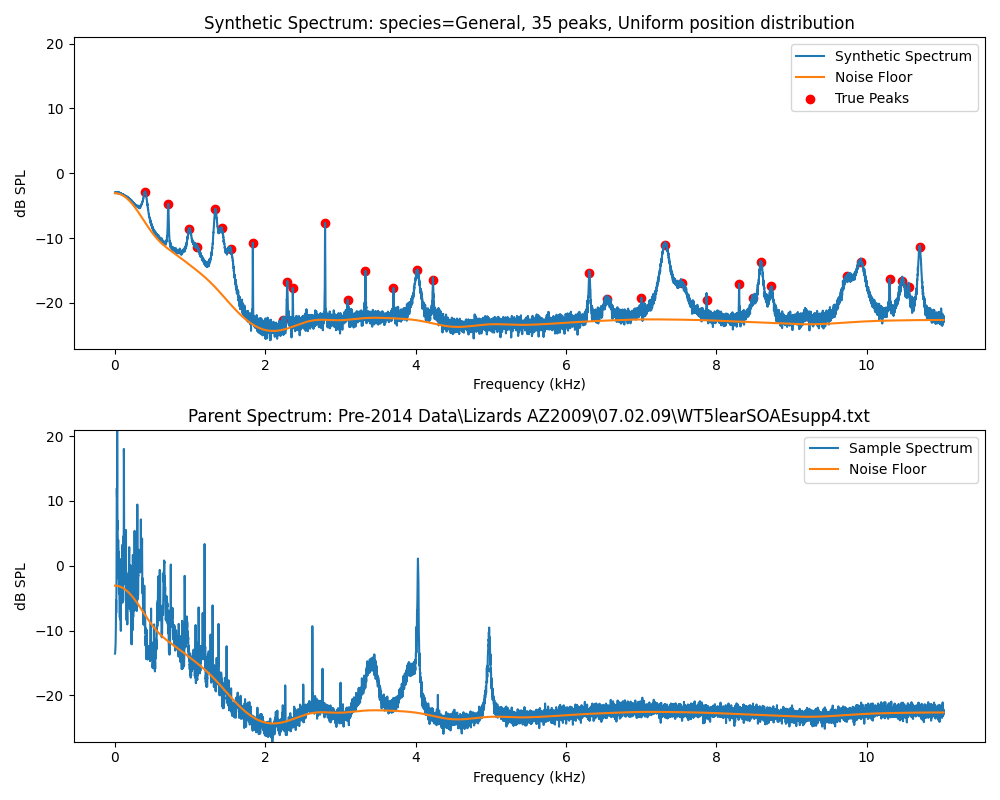 Synthetic Spectrum: species=General, 35 peaks, Uniform position distribution
20
10
0
−10
−20
dB SPL
Synthetic Spectrum
Noise Floor
True Peaks
0 2 4 6 8 10
Frequency (kHz)
Parent Spectrum: Pre-2014 Data\Lizards AZ2009\07.02.09\WT5learSOAEsupp4.txt
20
10
0
−10
−20
dB SPL
Sample Spectrum
Noise Floor
0 2 4 6 8 10
Frequency (kHz)